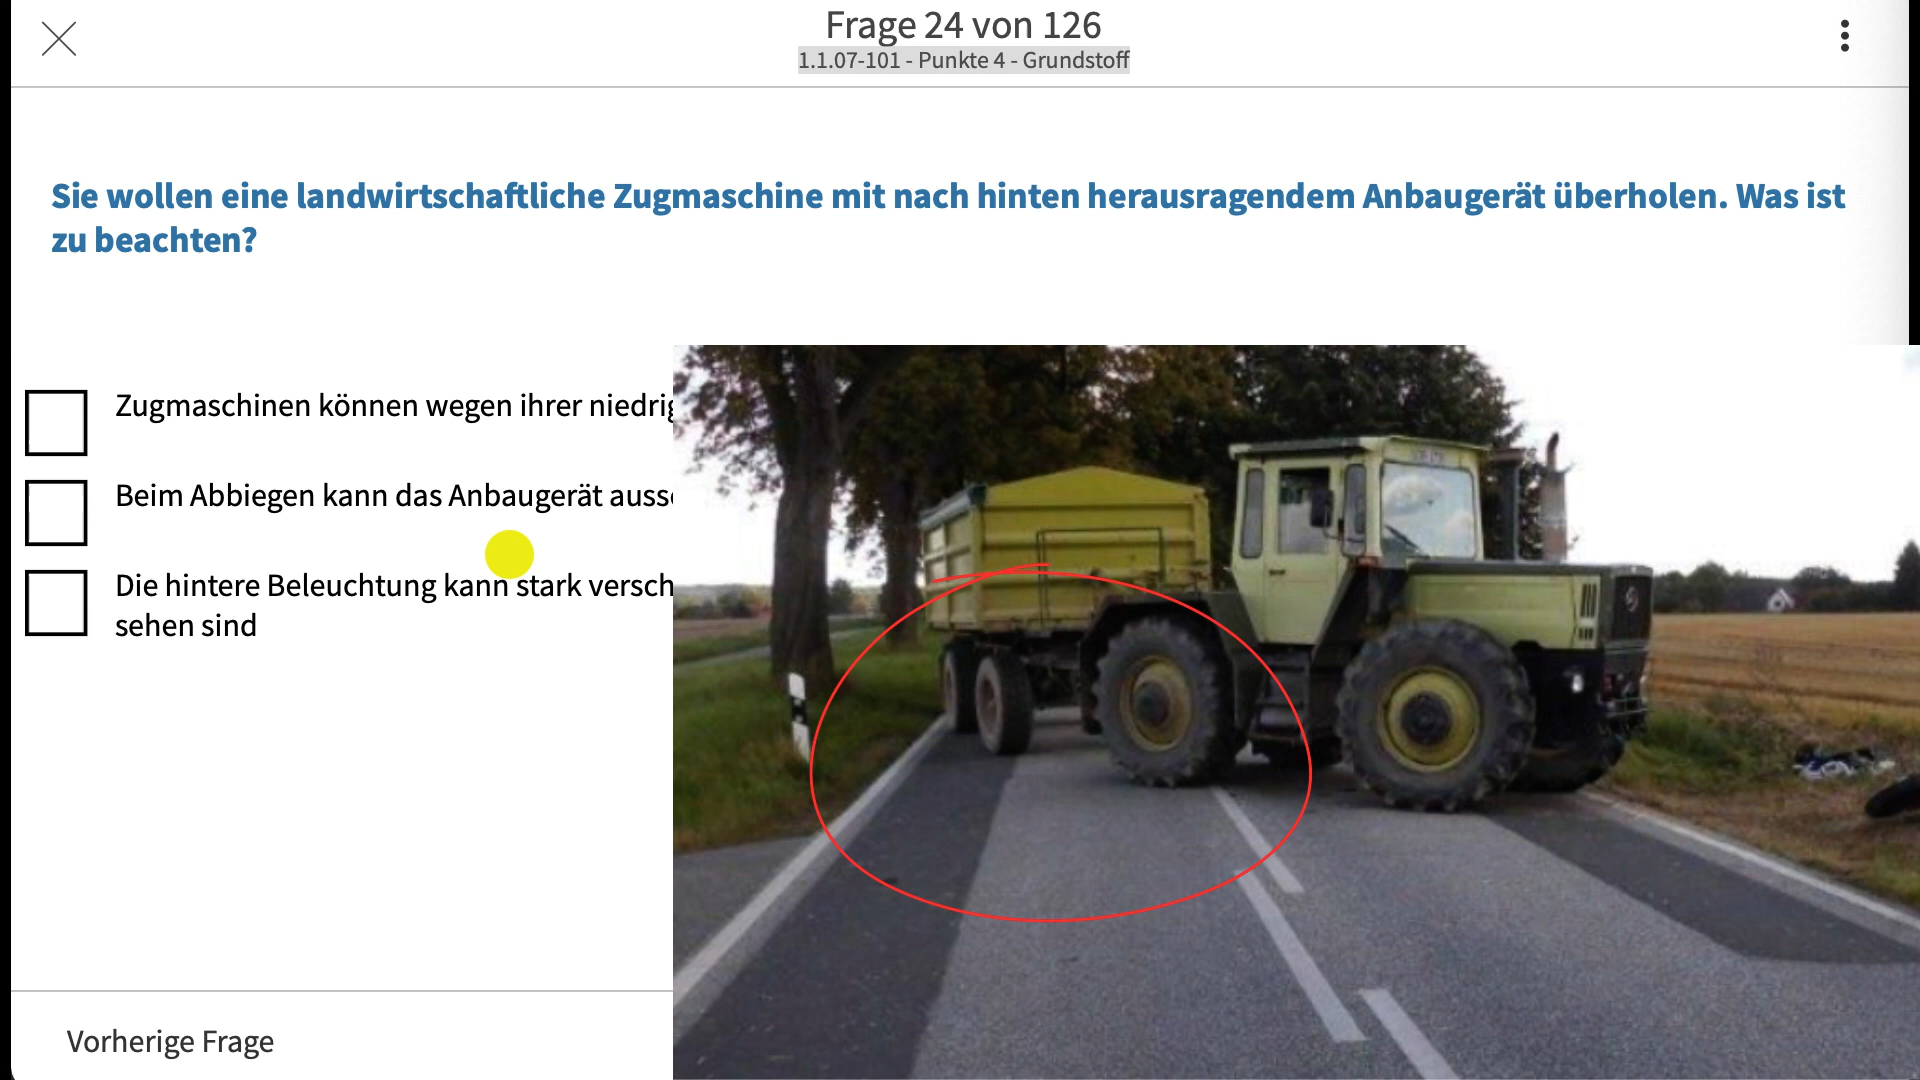 Frage 24 von 126
1.1.07-101 - Punkte 4 - Grundstoff
Sie wollen eine landwirtschaftliche Zugmaschine mit nach hinten herausragendem Anbaugerät überholen. Was ist
zu beachten?
Zugmaschinen können wegen ihrer niedrig
Beim Abbiegen kann das Anbaugerät auss
Die hintere Beleuchtung kann stark versch
sehen sind
Vorherige Frage